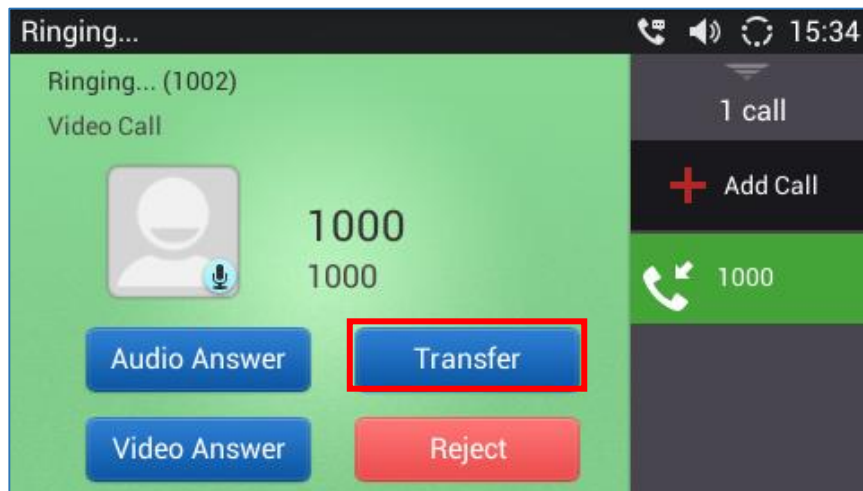 Ringing... 15:34
Ringing... (1002)
Video Call
1000
1000
Audio Answer Transfer
Video Answer Reject
1 call
Add Call
1000